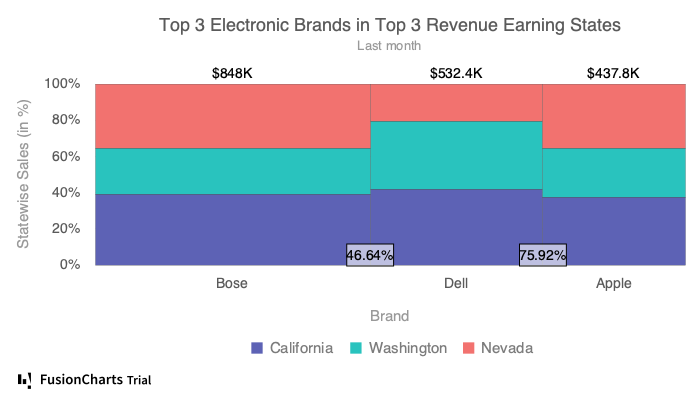 Top 3 Electronic Brands in Top 3 Revenue Earning States
Last month
$848K $532.4K $437.8K
100%
80%
60%
40%
20%
0%
Statewise Sales (in %)
46.64% 75.92%
Bose Dell Apple
Brand
California Washington Nevada
FusionCharts Trial